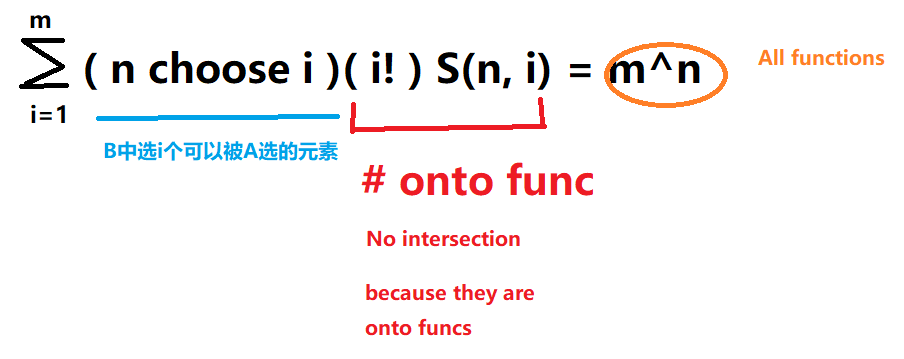 m
∑ ( n choose i )( i! ) S(n, i) = m^n
All functions
i=1
B中选i个可以被A选的元素
# onto func
No intersection
because they are
onto funcs